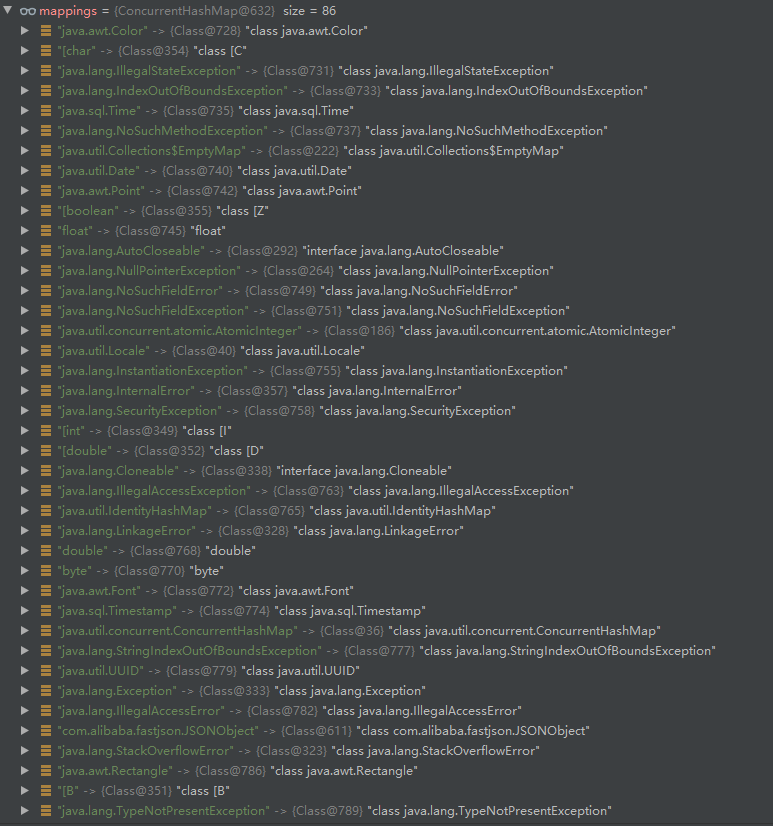 mappings = {ConcurrentHashMap@632} size = 86
"java.awt.Color" -> {Class@728} "class java.awt.Color"
"[char" -> {Class@354} "class [C"
"java.lang.IllegalStateException" -> {Class@731} "class java.lang.IllegalStateException"
"java.lang.IndexOutOfBoundsException" -> {Class@733} "class java.lang.IndexOutOfBoundsException"
"java.sql.Time" -> {Class@735} "class java.sql.Time"
"java.lang.NoSuchMethodException" -> {Class@737} "class java.lang.NoSuchMethodException"
"java.util.Collections$EmptyMap" -> {Class@222} "class java.util.Collections$EmptyMap"
"java.util.Date" -> {Class@740} "class java.util.Date"
"java.awt.Point" -> {Class@742} "class java.awt.Point"
"[boolean" -> {Class@355} "class [Z"
"float" -> {Class@745} "float"
"java.lang.AutoCloseable" -> {Class@292} "interface java.lang.AutoCloseable"
"java.lang.NullPointerException" -> {Class@264} "class java.lang.NullPointerException"
"java.lang.NoSuchFieldError" -> {Class@749} "class java.lang.NoSuchFieldError"
"java.lang.NoSuchFieldException" -> {Class@751} "class java.lang.NoSuchFieldException"
"java.util.concurrent.atomic.AtomicInteger" -> {Class@186} "class java.util.concurrent.atomic.AtomicInteger"
"java.util.Locale" -> {Class@40} "class java.util.Locale"
"java.lang.InstantiationException" -> {Class@755} "class java.lang.InstantiationException"
"java.lang.InternalError" -> {Class@357} "class java.lang.InternalError"
"java.lang.SecurityException" -> {Class@758} "class java.lang.SecurityException"
"[int" -> {Class@349} "class [I"
"[double" -> {Class@352} "class [D"
"java.lang.Cloneable" -> {Class@338} "interface java.lang.Cloneable"
"java.lang.IllegalAccessException" -> {Class@763} "class java.lang.IllegalAccessException"
"java.util.IdentityHashMap" -> {Class@765} "class java.util.IdentityHashMap"
"java.lang.LinkageError" -> {Class@328} "class java.lang.LinkageError"
"double" -> {Class@768} "double"
"byte" -> {Class@770} "byte"
"java.awt.Font" -> {Class@772} "class java.awt.Font"
"java.sql.Timestamp" -> {Class@774} "class java.sql.Timestamp"
"java.util.concurrent.ConcurrentHashMap" -> {Class@36} "class java.util.concurrent.ConcurrentHashMap"
"java.lang.StringIndexOutOfBoundsException" -> {Class@777} "class java.lang.StringIndexOutOfBoundsException"
"java.util.UUID" -> {Class@779} "class java.util.UUID"
"java.lang.Exception" -> {Class@333} "class java.lang.Exception"
"java.lang.IllegalAccessError" -> {Class@782} "class java.lang.IllegalAccessError"
"com.alibaba.fastjson.JSONObject" -> {Class@611} "class com.alibaba.fastjson.JSONObject"
"java.lang.StackOverflowError" -> {Class@323} "class java.lang.StackOverflowError"
"java.awt.Rectangle" -> {Class@786} "class java.awt.Rectangle"
"[B" -> {Class@351} "class [B"
"java.lang.TypeNotPresentException" -> {Class@789} "class java.lang.TypeNotPresentException"